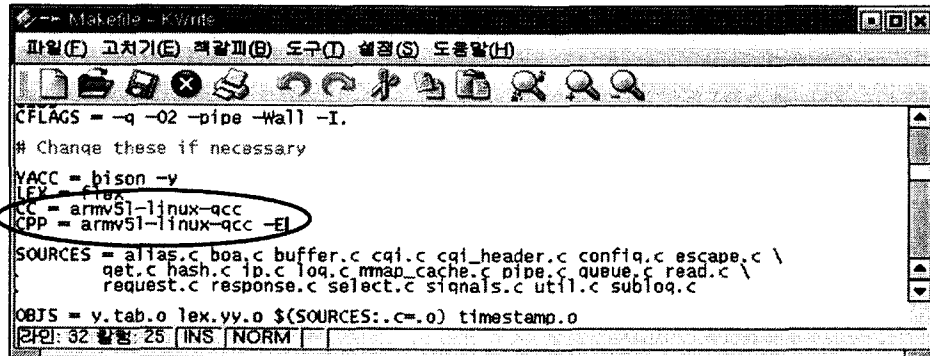 Makefile - KWrite
파일(F) 고치기(E) 책갈피(B) 도구(T) 설정(S) 도움말(H)
CFLAGS = -g -O2 -pipe -Wall -I.
# Change these if necessary
YACC = bison -y
LEX = flex
CC = armv5l-linux-gcc
CPP = armv5l-linux-gcc -E
SOURCES = alias.c boa.c buffer.c cgi.c cgi_header.c config.c escape.c \
get.c hash.c ip.c log.c mmap_cache.c pipe.c queue.c read.c \
request.c response.c select.c signals.c util.c sublog.c
OBJS = y.tab.o lex.yy.o $(SOURCES:.c=.o) timestamp.o
라인: 32 칼럼: 25 INS NORM